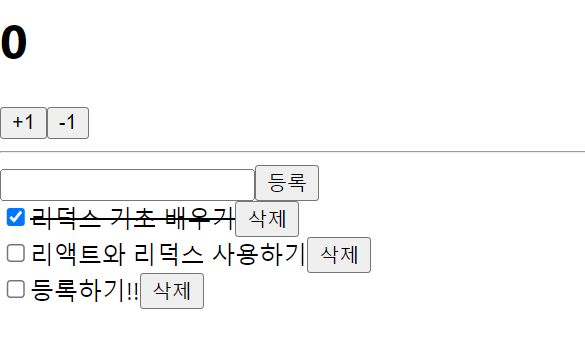 0
+1 -1
등록
리덕스 기초 배우기 삭제
리액트와 리덕스 사용하기 삭제
등록하기!! 삭제